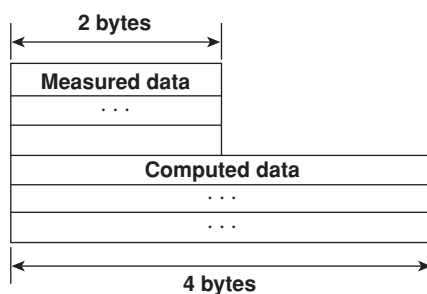 2 bytes
Measured data
. . .
Computed data
. . .
. . .
4 bytes